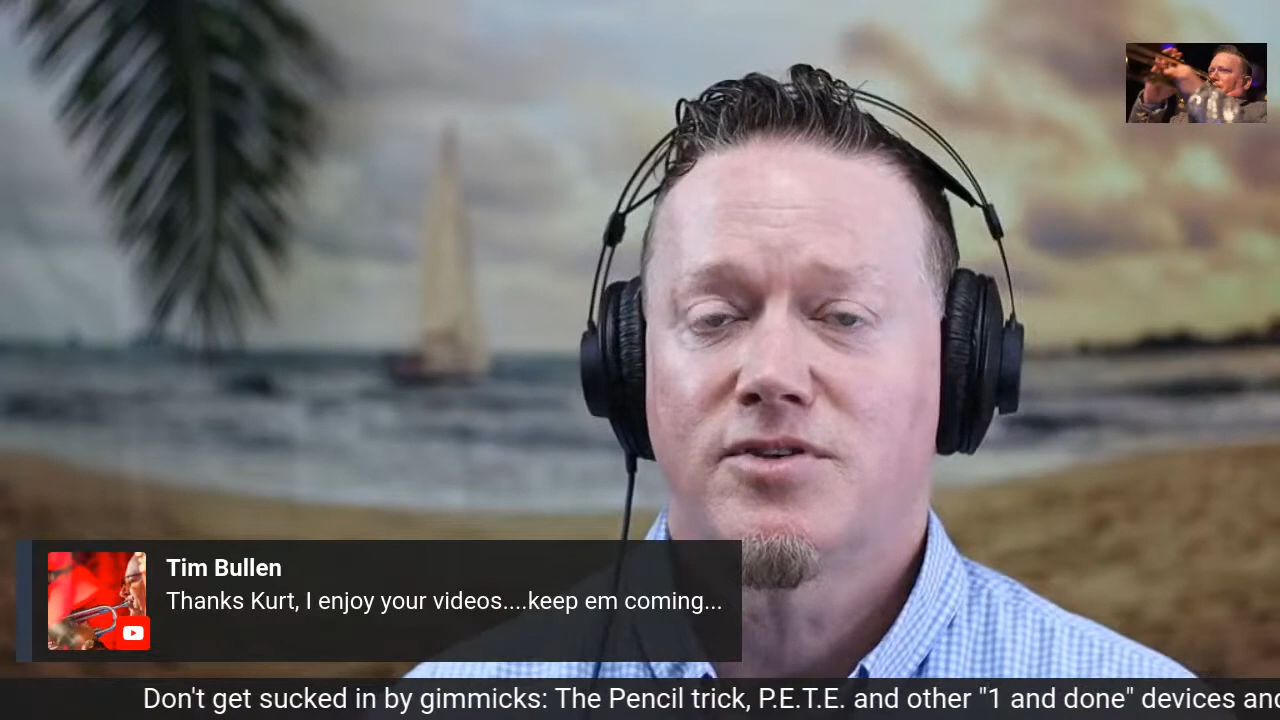 Tim Bullen
Thanks Kurt, I enjoy your videos....keep em coming...
Don't get sucked in by gimmicks: The Pencil trick, P.E.T.E. and other "1 and done" devices and